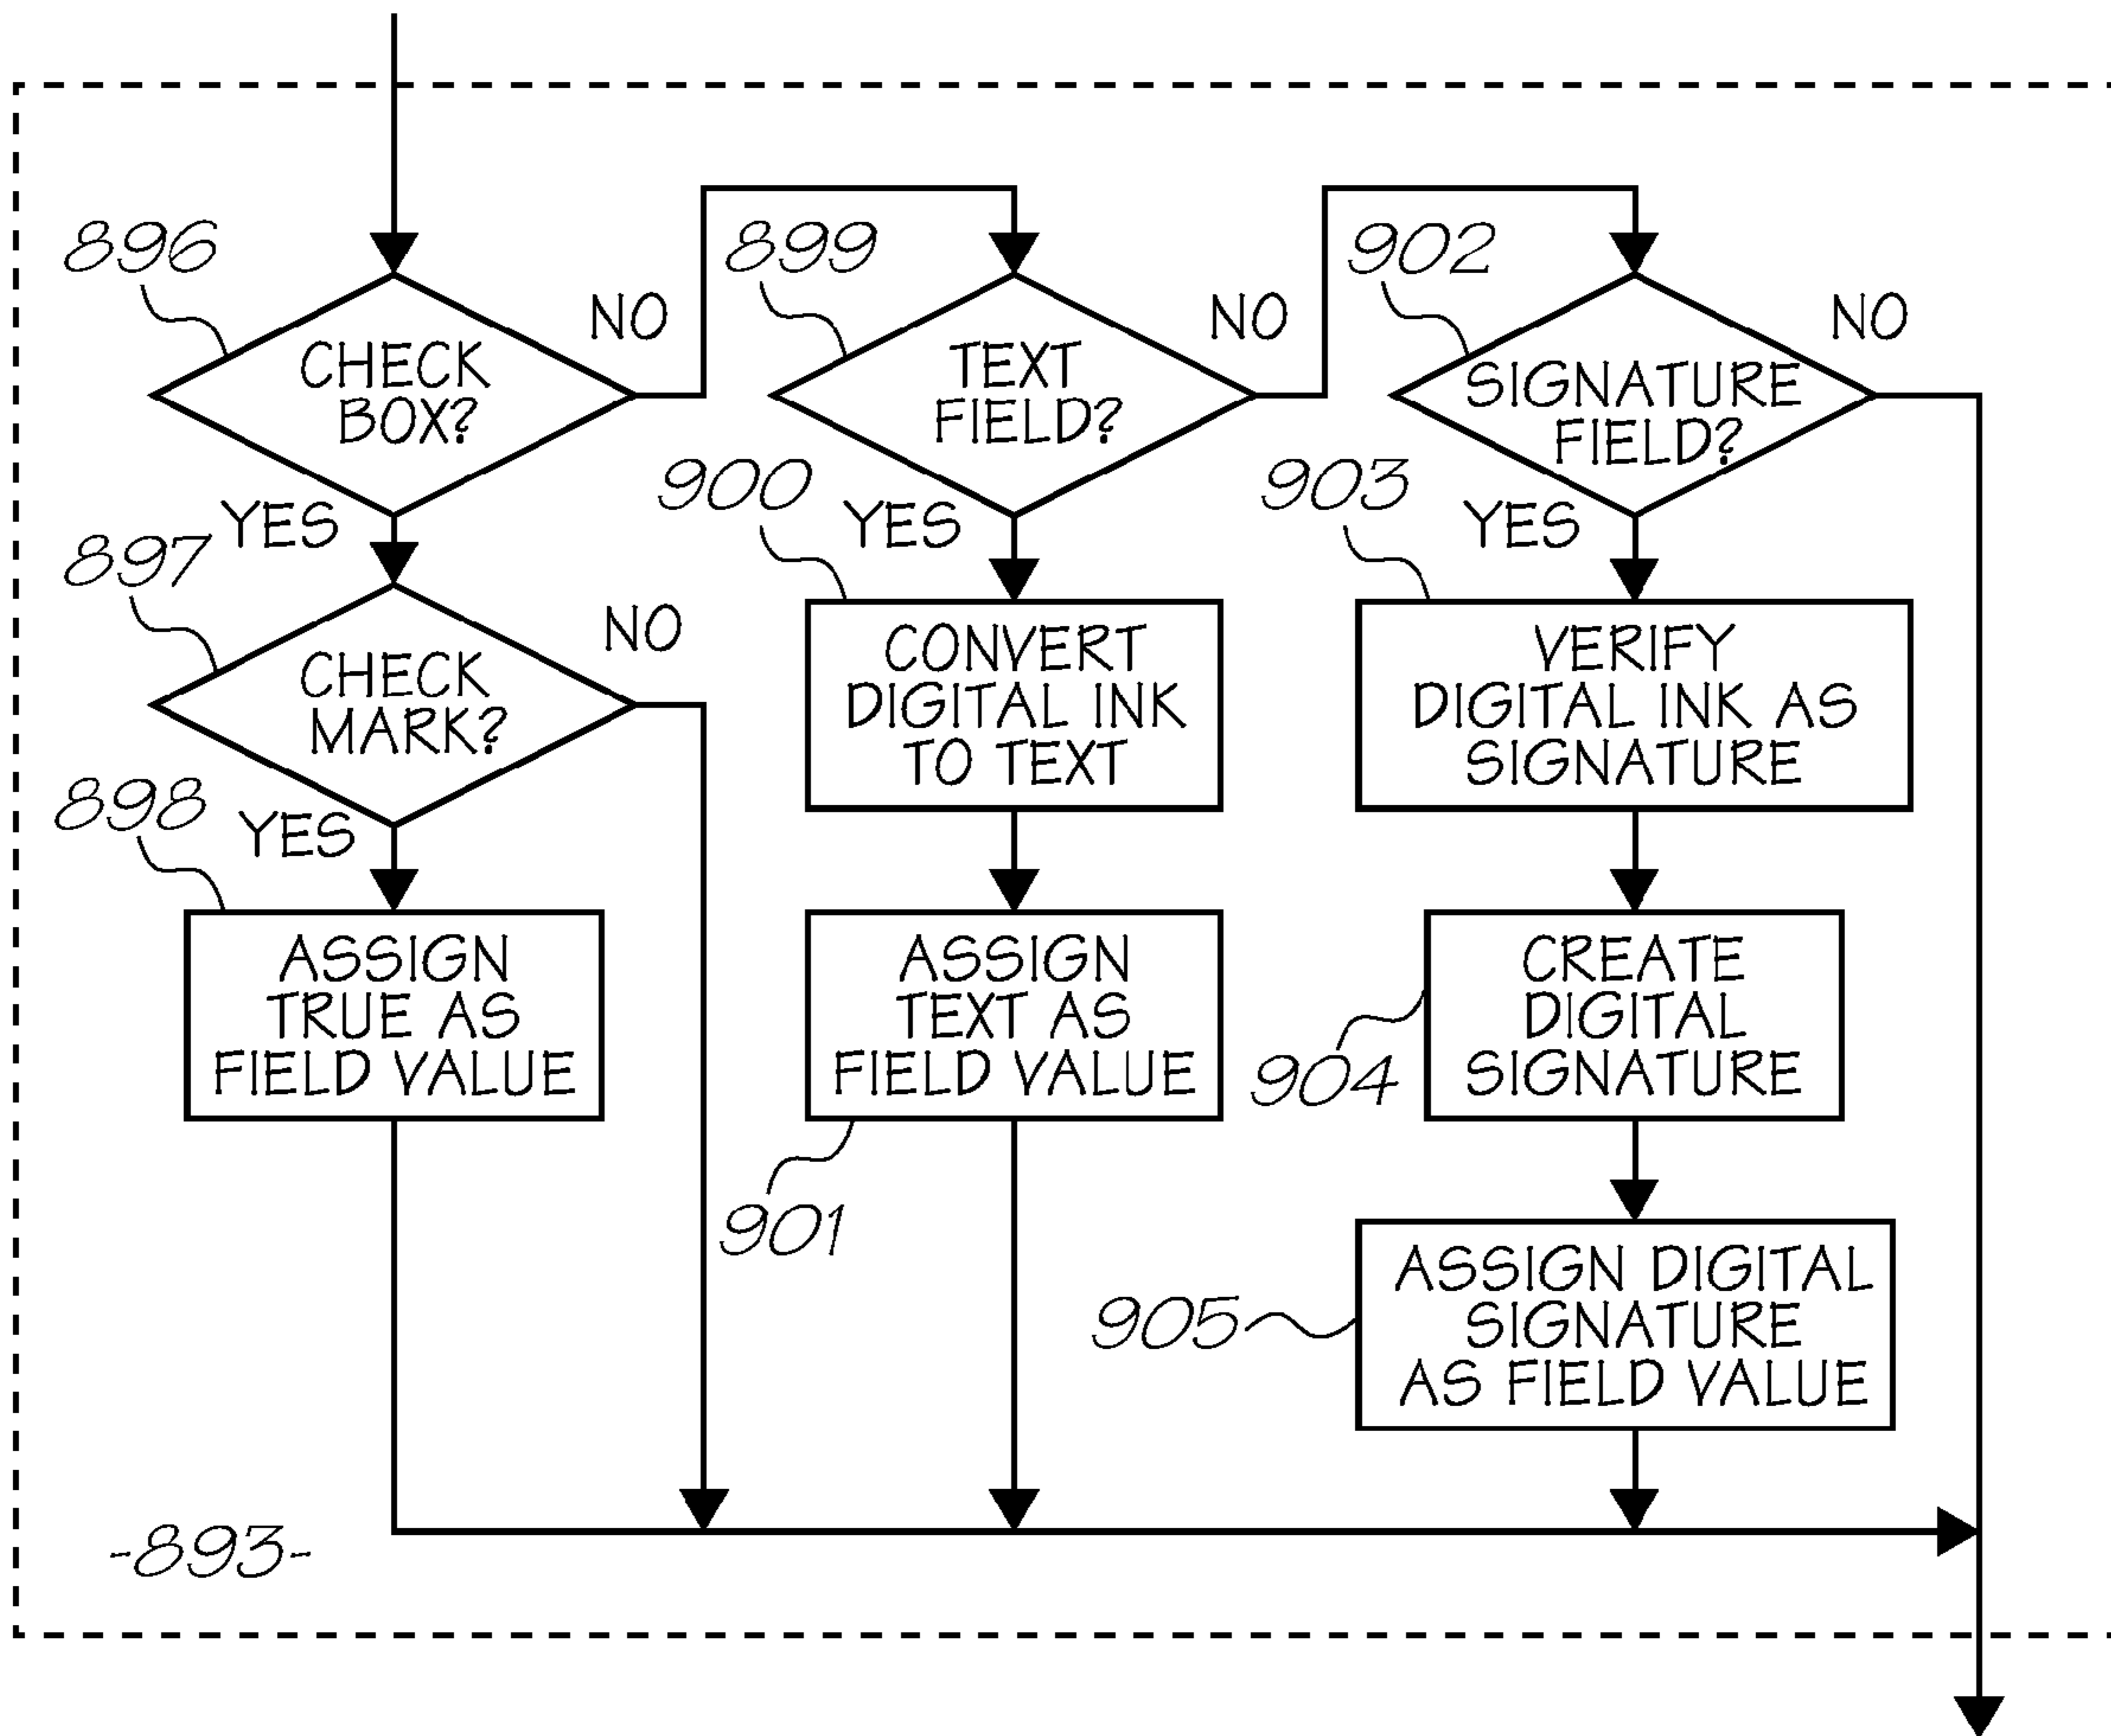 896
CHECK
BOX?
NO
YES
899
TEXT
FIELD?
NO
YES
902
SIGNATURE
FIELD?
NO
YES
897
CHECK
MARK?
NO
YES
900
CONVERT
DIGITAL INK
TO TEXT
903
VERIFY
DIGITAL INK AS
SIGNATURE
898
ASSIGN
TRUE AS
FIELD VALUE
ASSIGN
TEXT AS
FIELD VALUE
901
CREATE
DIGITAL
SIGNATURE
904
905
ASSIGN DIGITAL
SIGNATURE
AS FIELD VALUE
-893-